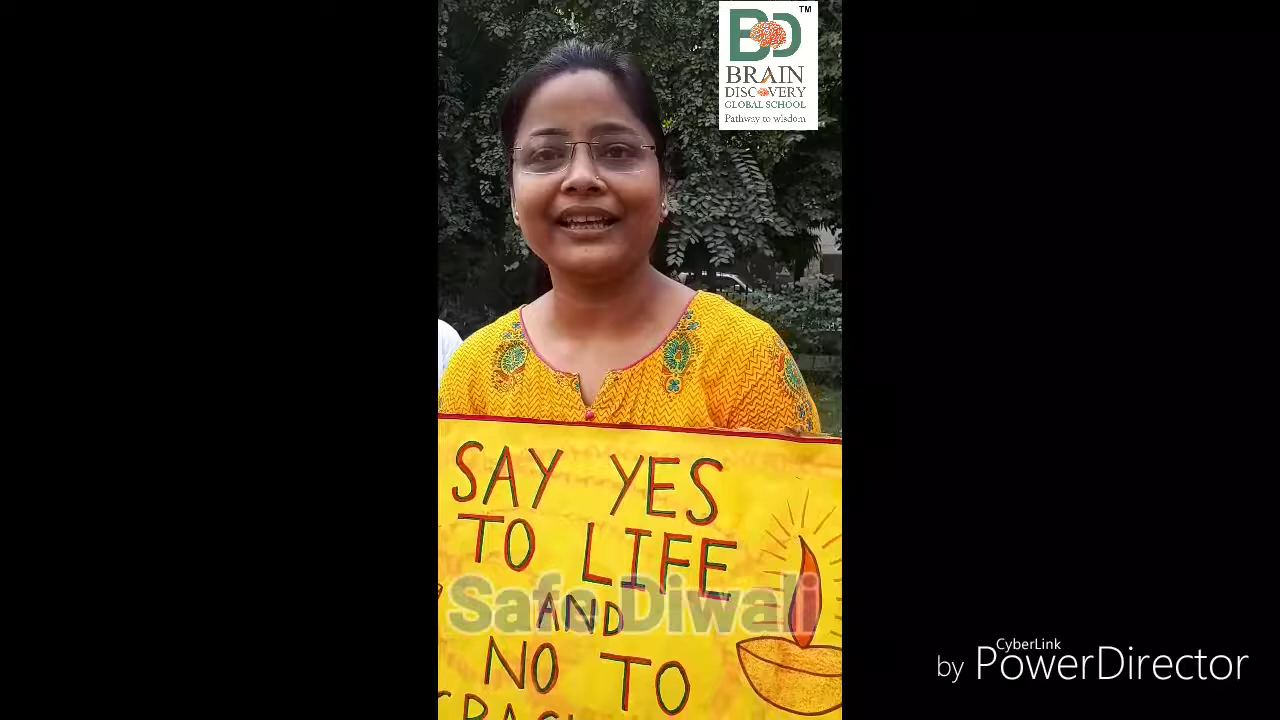 BD TM
BRAIN
DISCOVERY
GLOBAL SCHOOL
Pathway to wisdom
SAY YES
TO LIFE
Safe Diwali
AND
NO TO
CyberLink
by PowerDirector